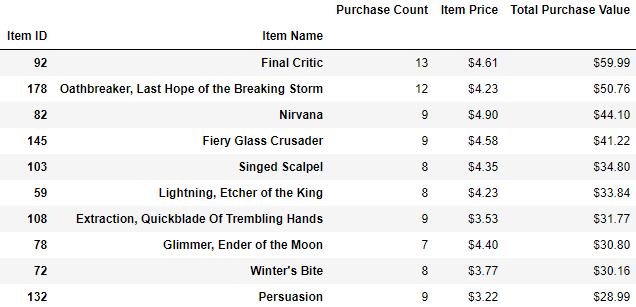 Purchase Count Item Price Total Purchase Value
Item ID Item Name
92 Final Critic 13 $4.61 $59.99
178 Oathbreaker, Last Hope of the Breaking Storm 12 $4.23 $50.76
82 Nirvana 9 $4.90 $44.10
145 Fiery Glass Crusader 9 $4.58 $41.22
103 Singed Scalpel 8 $4.35 $34.80
59 Lightning, Etcher of the King 8 $4.23 $33.84
108 Extraction, Quickblade Of Trembling Hands 9 $3.53 $31.77
78 Glimmer, Ender of the Moon 7 $4.40 $30.80
72 Winter's Bite 8 $3.77 $30.16
132 Persuasion 9 $3.22 $28.99